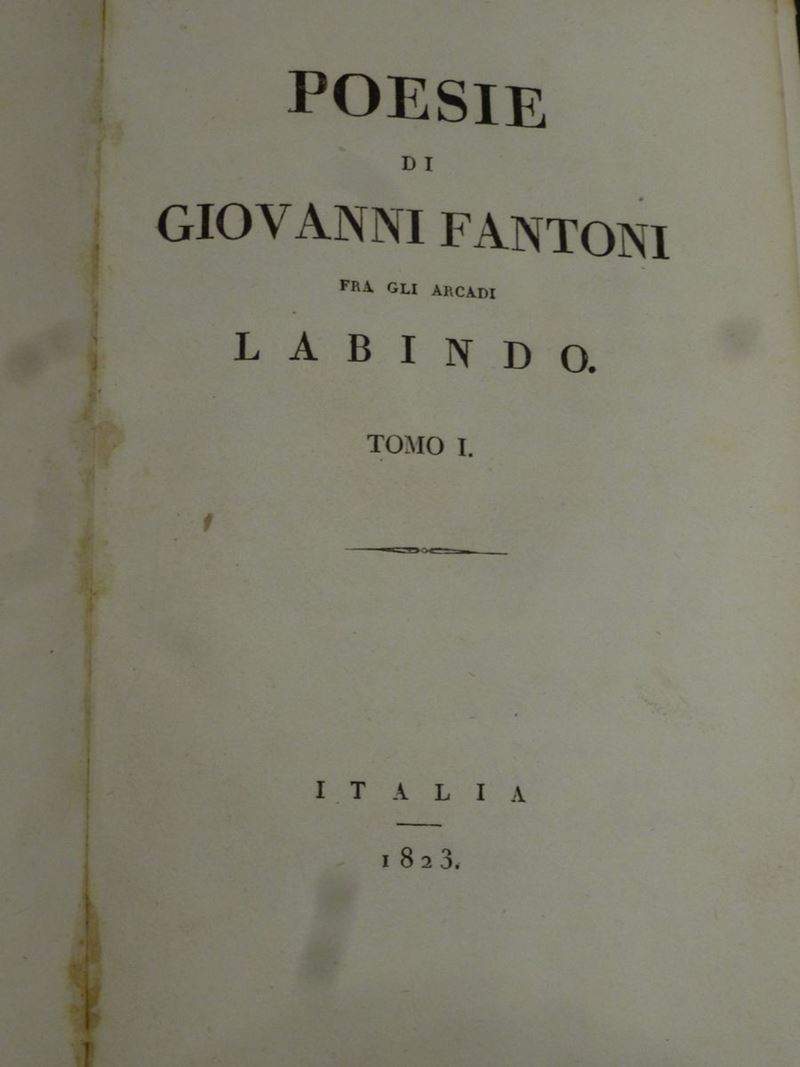 POESIE
DI
GIOVANNI FANTONI
FRA GLI ARCADI
LABINDO.
TOMO I.
ITALIA
1823.